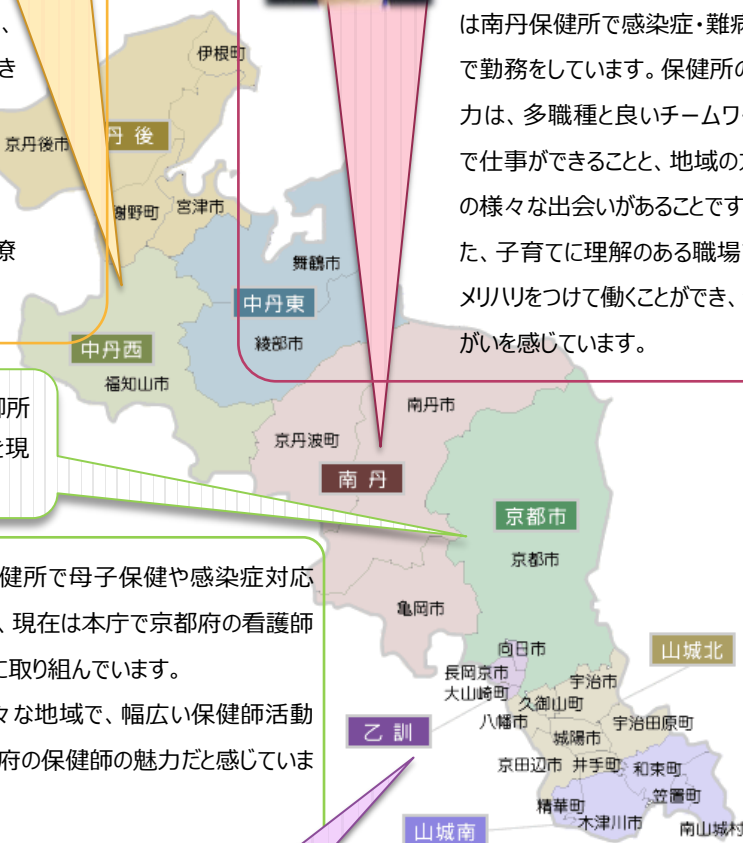 、
き
療
は南丹保健所で感染症・難病
で勤務をしています。保健所の
力は、多職種と良いチームワー
で仕事ができることと、地域の方
の様々な出会いがあることです
た、子育てに理解のある職場で
メリハリをつけて働くことができ、
がいを感じています。
御所
を現
健所で母子保健や感染症対応
、現在は本庁で京都府の看護師
に取り組んでいます。
々な地域で、幅広い保健師活動
府の保健師の魅力だと感じていま
伊根町
京丹後市
丹後
謝野町
宮津市
舞鶴市
中丹東
綾部市
中丹西
福知山市
南丹市
京丹波町
南丹
京都市
京都市
亀岡市
向日市
山城北
長岡京市
大山崎町
宇治市
久御山町
八幡市
宇治田原町
乙訓
城陽市
京田辺市
井手町
和束町
笠置町
精華町
木津川市
南山城村
山城南